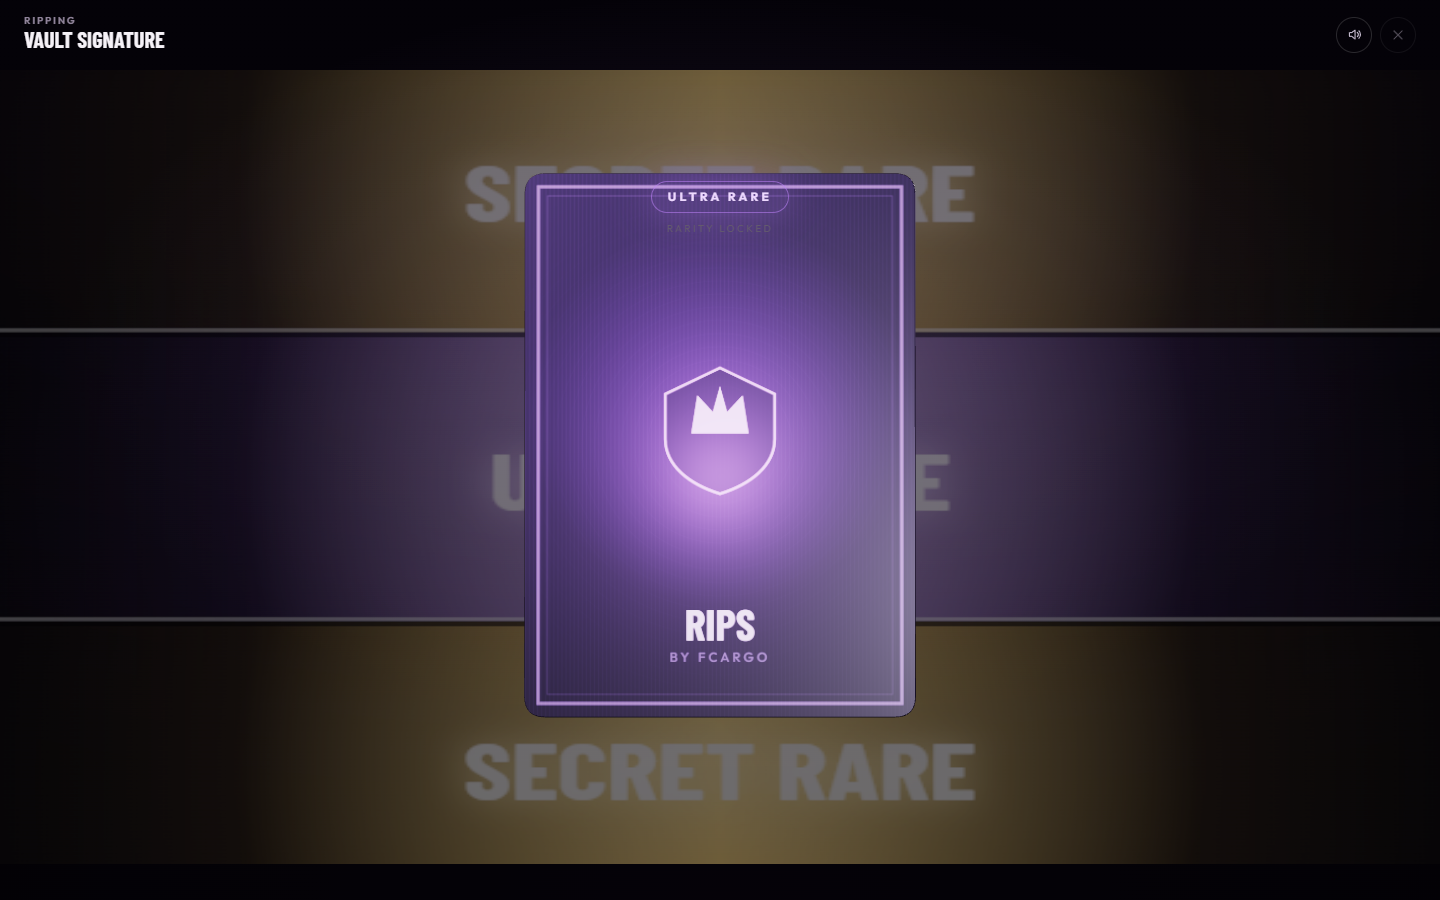 RIPPING
VAULT SIGNATURE
ULTRA RARE
RARITY LOCKED
RIPS
BY FCARGO
SECRET RARE